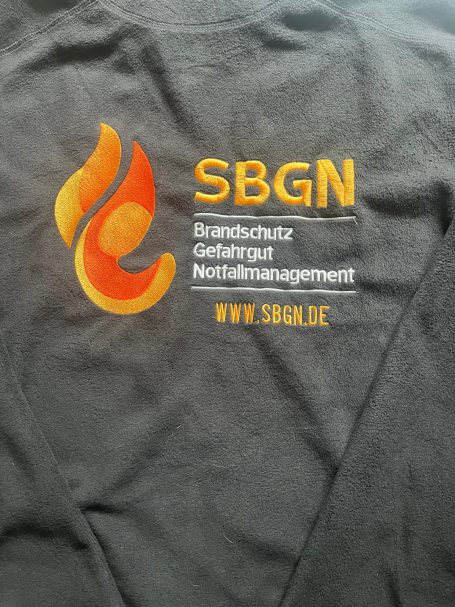 SBGN
Brandschutz
Gefahrgut
Notfallmanagement
WWW.SBGN.DE